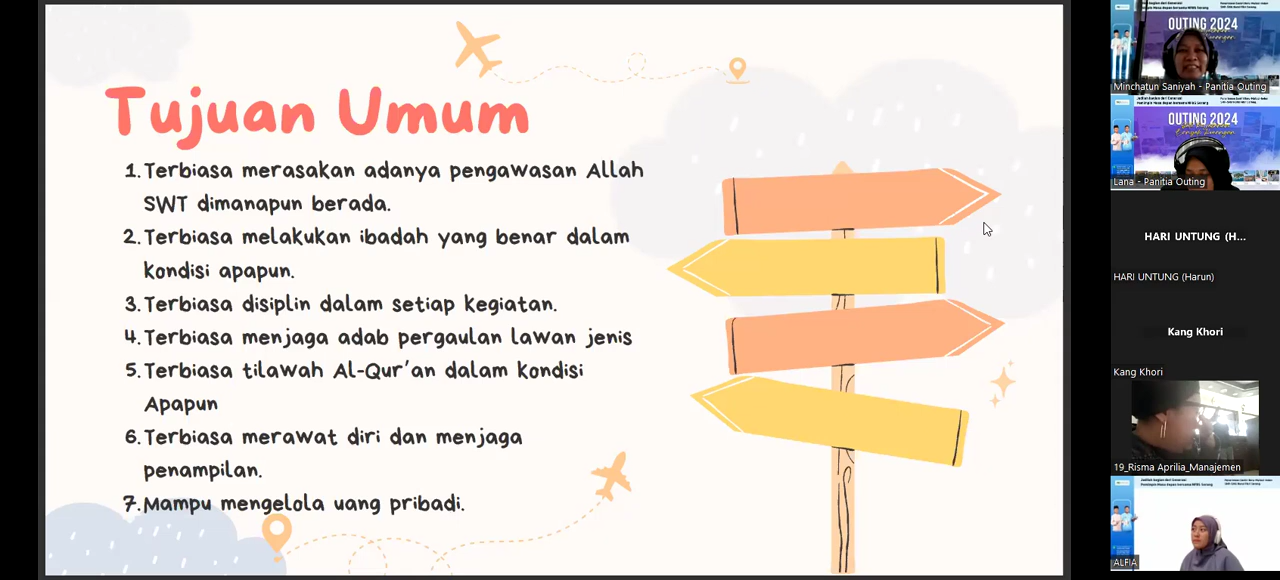 Tujuan Umum
1. Terbiasa merasakan adanya pengawasan Allah
SWT dimanapun berada.
2. Terbiasa melakukan ibadah yang benar dalam
kondisi apapun.
3. Terbiasa disiplin dalam setiap kegiatan.
4. Terbiasa menjaga adab pergaulan lawan jenis
5. Terbiasa tilawah Al-Qur'an dalam kondisi
Apapun
6. Terbiasa merawat diri dan menjaga
penampilan.
7. Mampu mengelola uang pribadi.
OUTING 2024
Minchatun Saniyah - Panitia Outing
OUTING 2024
Lana - Panitia Outing
HARI UNTUNG (H...
HARI UNTUNG (Harun)
Kang Khori
Kang Khori
19_Risma Aprilia_Manajemen
ALFIA